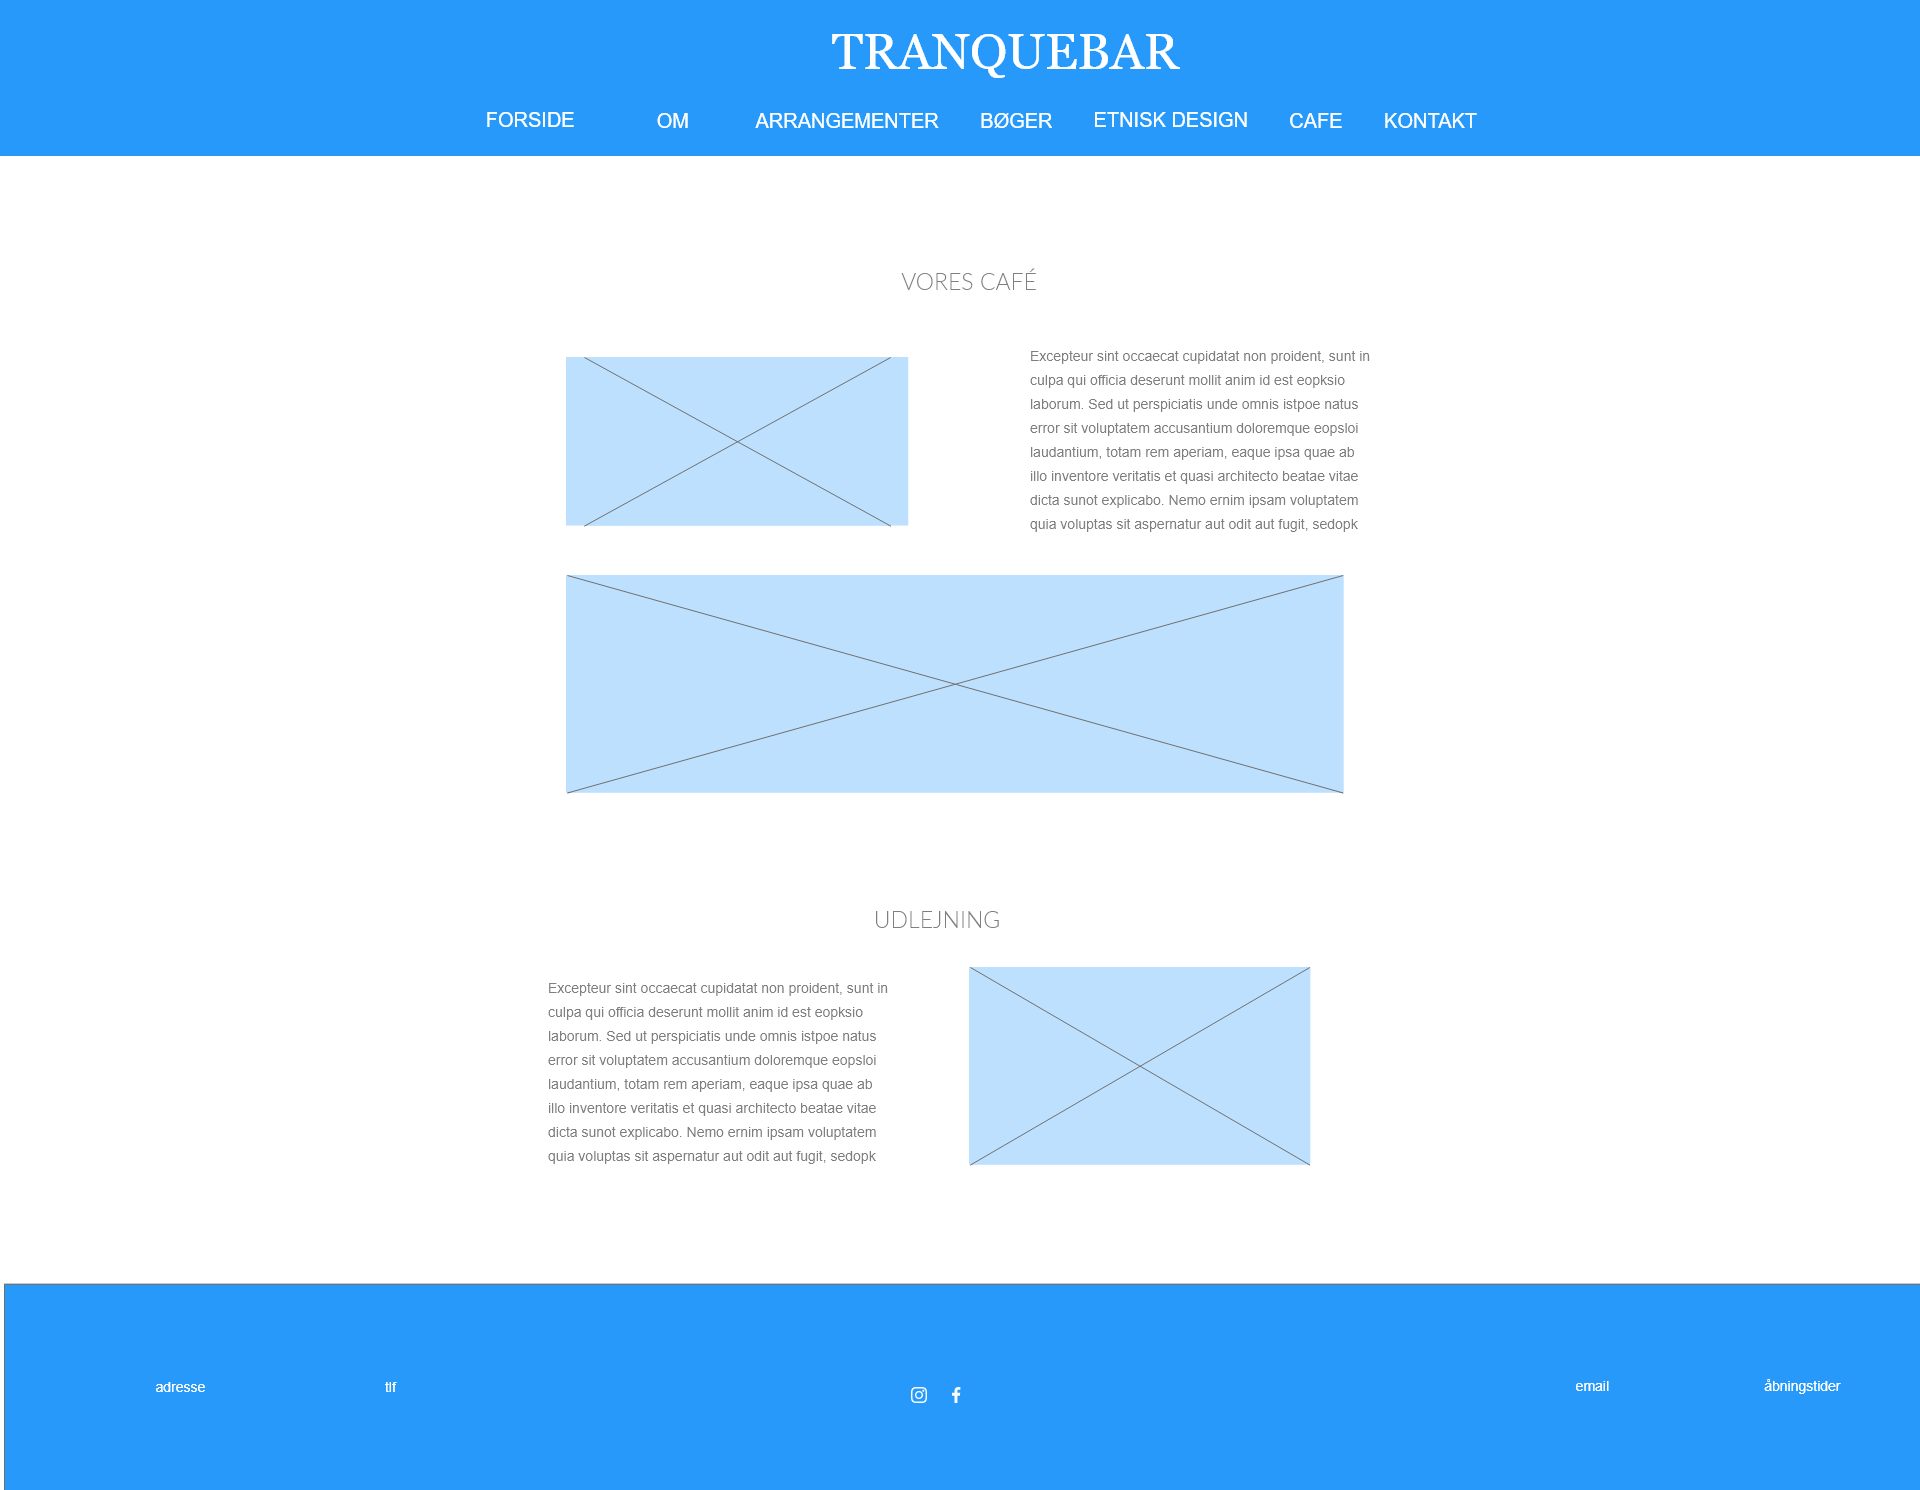 TRANQUEBAR
FORSIDE OM ARRANGEMENTER BØGER ETNISK DESIGN CAFE KONTAKT
VORES CAFÉ
Excepteur sint occaecat cupidatat non proident, sunt in
culpa qui officia deserunt mollit anim id est eopksio
laborum. Sed ut perspiciatis unde omnis istpoe natus
error sit voluptatem accusantium doloremque eopsloi
laudantium, totam rem aperiam, eaque ipsa quae ab
illo inventore veritatis et quasi architecto beatae vitae
dicta sunot explicabo. Nemo ernim ipsam voluptatem
quia voluptas sit aspernatur aut odit aut fugit, sedopk
UDLEJNING
Excepteur sint occaecat cupidatat non proident, sunt in
culpa qui officia deserunt mollit anim id est eopksio
laborum. Sed ut perspiciatis unde omnis istpoe natus
error sit voluptatem accusantium doloremque eopsloi
laudantium, totam rem aperiam, eaque ipsa quae ab
illo inventore veritatis et quasi architecto beatae vitae
dicta sunot explicabo. Nemo ernim ipsam voluptatem
quia voluptas sit aspernatur aut odit aut fugit, sedopk
adresse tlf email åbningstider